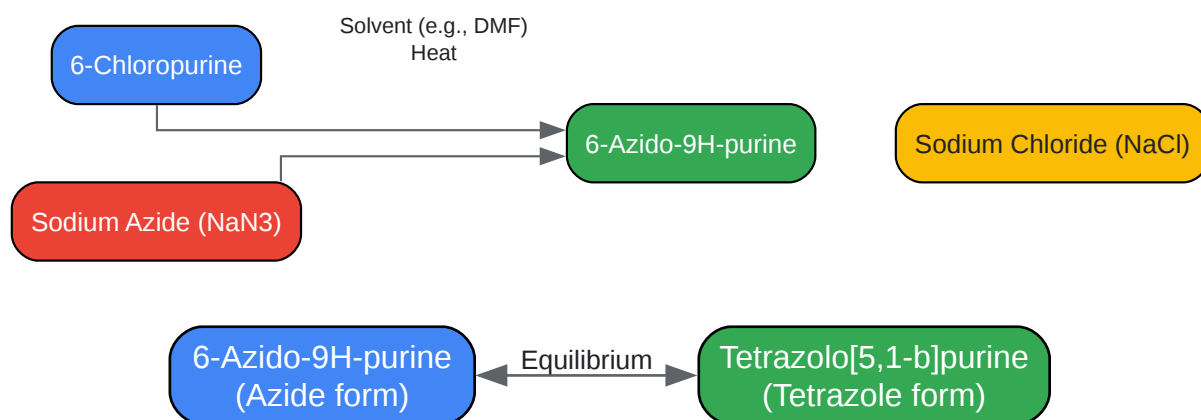 Solvent (e.g., DMF)
Heat
6-Chloropurine
6-Azido-9H-purine
Sodium Chloride (NaCl)
Sodium Azide (NaN3)
6-Azido-9H-purine
(Azide form)
Equilibrium
Tetrazolo[5,1-b]purine
(Tetrazole form)